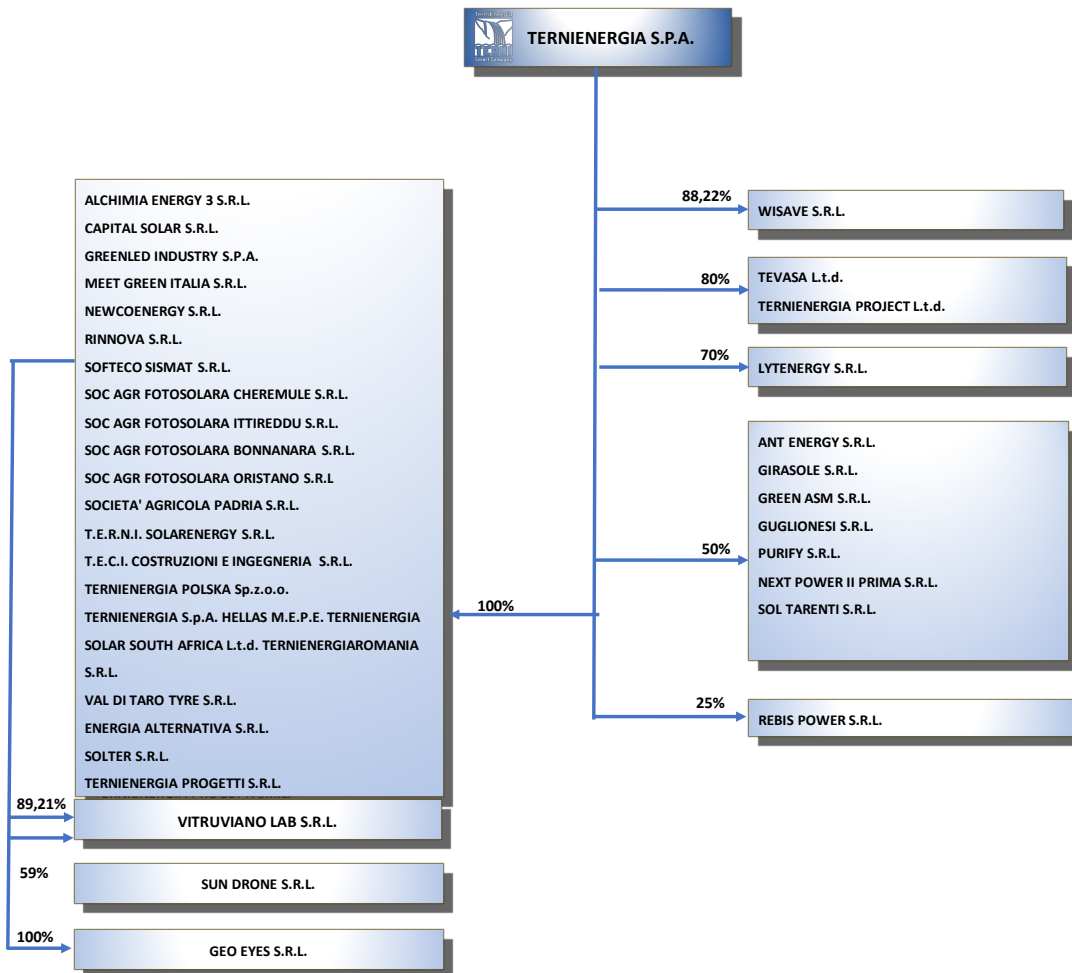 TerniEnergia
TERNI
Smart Company
TERNIENERGIA S.P.A.
ALCHIMIA ENERGY 3 S.R.L.
CAPITAL SOLAR S.R.L.
GREENLED INDUSTRY S.P.A.
MEET GREEN ITALIA S.R.L.
NEWCOENERGY S.R.L.
RINNOVA S.R.L.
SOFTECO SISMAT S.R.L.
SOC AGR FOTOSOLARA CHEREMULE S.R.L.
SOC AGR FOTOSOLARA ITTIREDDU S.R.L.
SOC AGR FOTOSOLARA BONNANARA S.R.L.
SOC AGR FOTOSOLARA ORISTANO S.R.L
SOCIETA' AGRICOLA PADRIA S.R.L.
T.E.R.N.I. SOLARENERGY S.R.L.
T.E.C.I. COSTRUZIONI E INGEGNERIA S.R.L.
TERNIENERGIA POLSKA Sp.z.o.o.
TERNIENERGIA S.p.A. HELLAS M.E.P.E. TERNIENERGIA
SOLAR SOUTH AFRICA L.t.d. TERNIENERGIAROMANIA
S.R.L.
VAL DI TARO TYRE S.R.L.
ENERGIA ALTERNATIVA S.R.L.
SOLTER S.R.L.
TERNIENERGIA PROGETTI S.R.L.
100%
88,22%
WISAVE S.R.L.
80%
TEVASA L.t.d.
TERNIENERGIA PROJECT L.t.d.
70%
LYTENERGY S.R.L.
50%
ANT ENERGY S.R.L.
GIRASOLE S.R.L.
GREEN ASM S.R.L.
GUGLIONESI S.R.L.
PURIFY S.R.L.
NEXT POWER II PRIMA S.R.L.
SOL TARENTI S.R.L.
25%
REBIS POWER S.R.L.
89,21%
VITRUVIANO LAB S.R.L.
59%
SUN DRONE S.R.L.
100%
GEO EYES S.R.L.